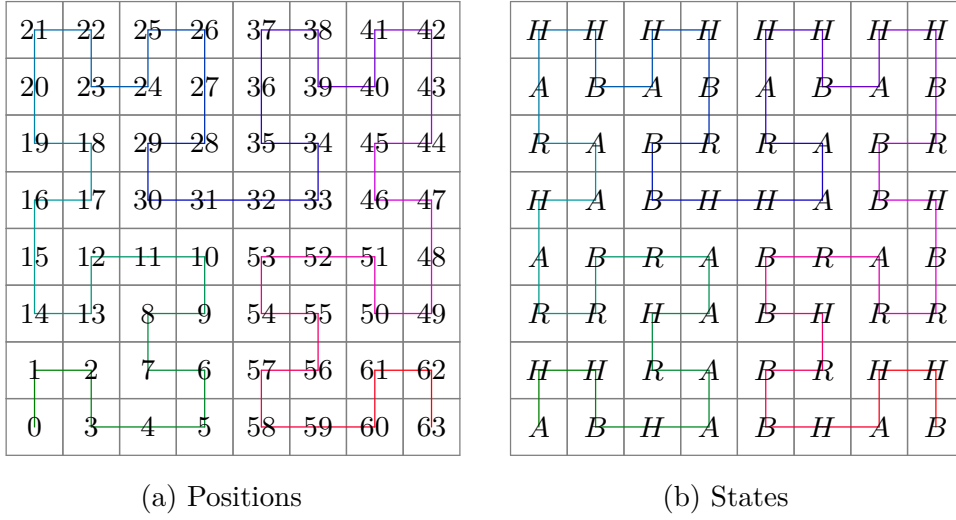 21 22 25 26 37 38 41 42 H H H H H H H H
20 23 24 27 36 39 40 43 A B A B A B A B
19 18 29 28 35 34 45 44 R A B R R A B R
16 17 30 31 32 33 46 47 H A B H H A B H
15 12 11 10 53 52 51 48 A B R A B R A B
14 13 8 9 54 55 50 49 R R H A B H R R
1 2 7 6 57 56 61 62 H H R A B R H H
0 3 4 5 58 59 60 63 A B H A B H A B
(a) Positions (b) States